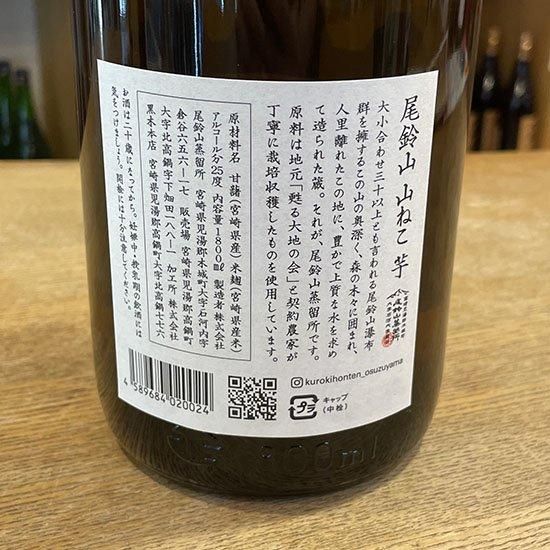 尾鈴山 山ねこ 芋
大小合わせ三十以上とも言われる尾鈴山瀑布
群を擁するこの山の奥深く、森の木々に囲まれ、
人里離れたこの地に、豊かで上質な水を求め
て造られた蔵。それが、尾鈴山蒸留所です。
原料は地元「甦る大地の会」と契約農家が
丁寧に栽培収穫したものを使用しています。
原材料名 甘藷(宮崎県産)米麹(宮崎県産米)
アルコール分25度 内容量1800㎖ 製造者 株式会社
尾鈴山蒸留所 宮崎県児湯郡木城町大字石河内字
倉谷六五六-一七 販売場 宮崎県児湯郡高鍋町
大字北高鍋字下畑田一八八-一 加工所 株式会社
黒木本店 宮崎県児湯郡高鍋町大字北高鍋七七六
お酒は二十歳になってから。妊娠中・授乳期の飲酒には
気をつけましょう。開栓には十分注意してください。
4 589684 020024
kurokihonten_osuzuyama
プラ
キャップ
(中栓)